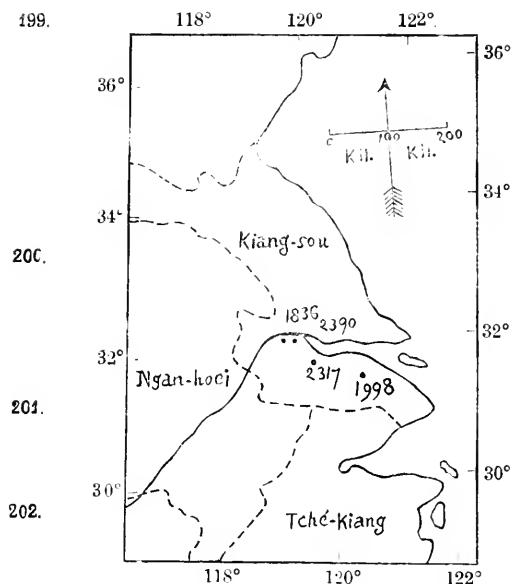 199.
118° 120° 122°
36° 36°
0 100 200
Kil. Kil.
34° 34°
Kiang-sou
200.
1836 2390
32° 32°
2317
Ngan-hoei
1998
201.
30° 30°
202.
Tché-Kiang
118° 120° 122°